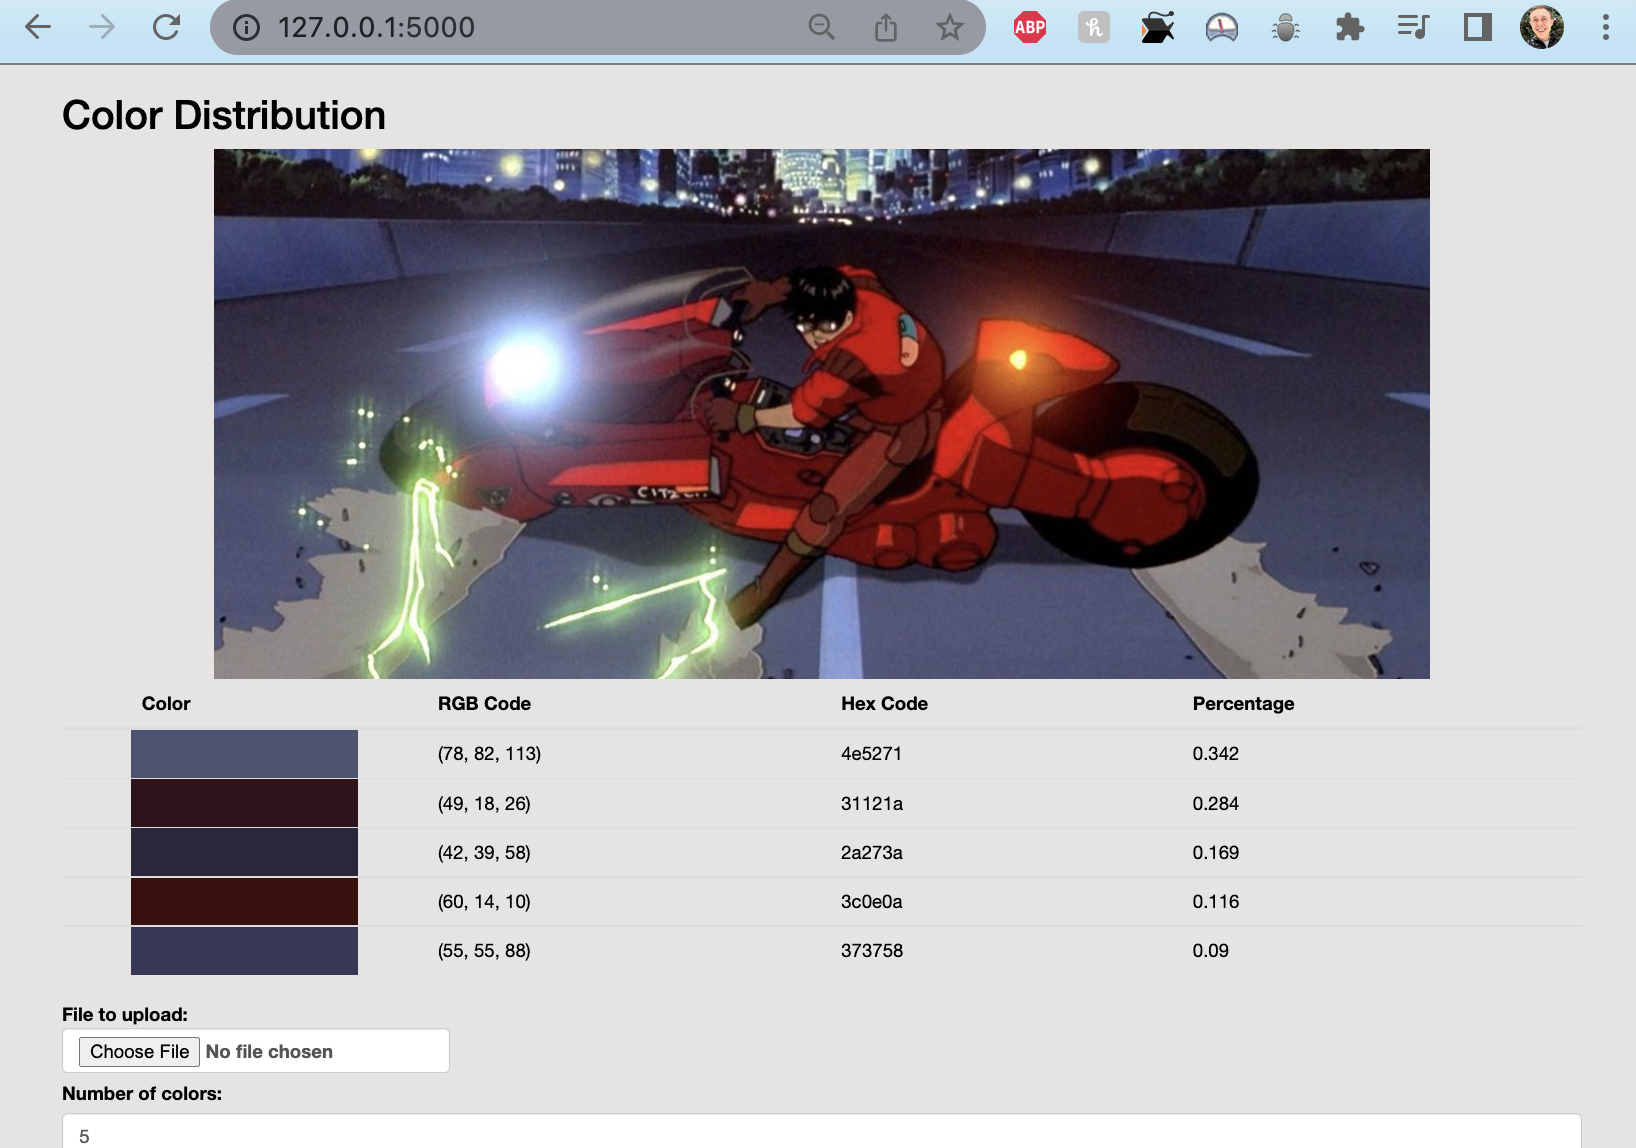 127.0.0.1:5000
ABP
h
Color Distribution
CITZ
Color RGB Code Hex Code Percentage
(78, 82, 113) 4e5271 0.342
(49, 18, 26) 31121a 0.284
(42, 39, 58) 2a273a 0.169
(60, 14, 10) 3c0e0a 0.116
(55, 55, 88) 373758 0.09
File to upload:
Choose File No file chosen
Number of colors:
5